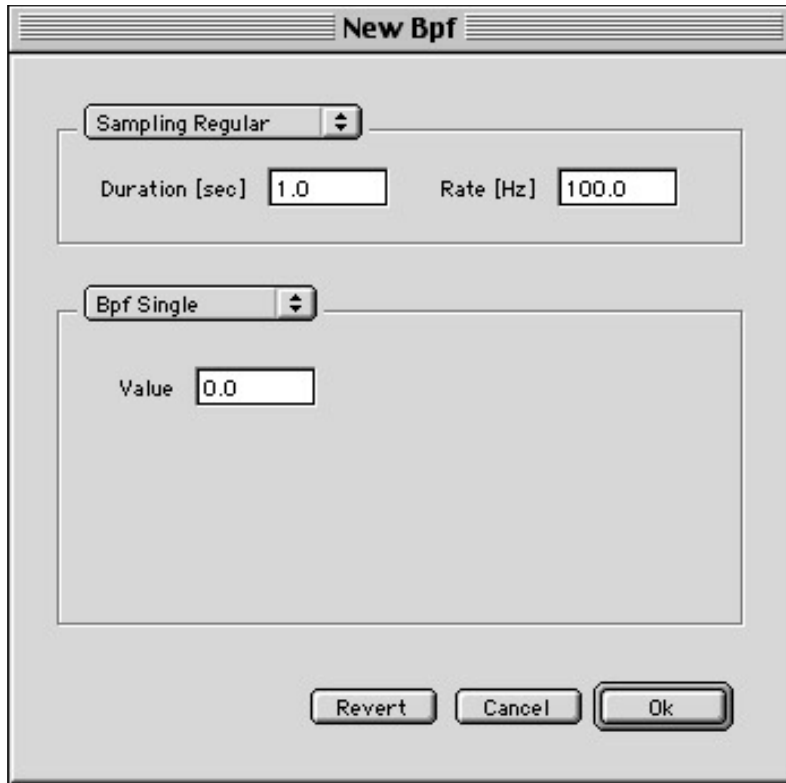 New Bpf
Sampling Regular
Duration [sec] 1.0 Rate [Hz] 100.0
Bpf Single
Value 0.0
Revert Cancel Ok